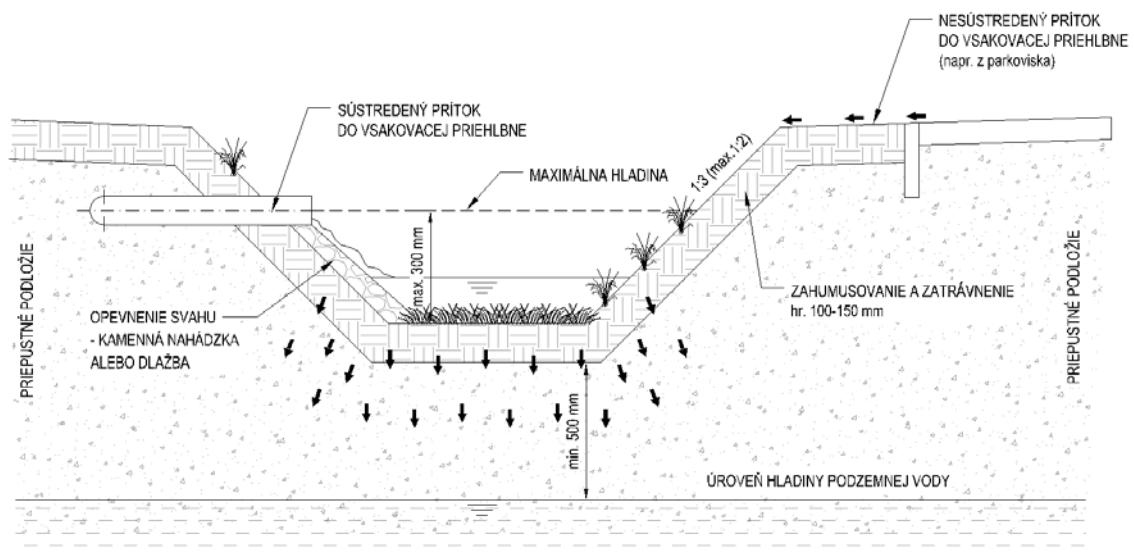 NESÚSTREDENÝ PRÍTOK
DO VSAKOVACEJ PRIEHLBNE
(napr. z parkoviska)
SÚSTREDENÝ PRÍTOK
DO VSAKOVACEJ PRIEHLBNE
MAXIMÁLNA HLADINA
1:3 (max.1:2)
max. 300 mm
PRIEPUSTNÉ PODLOŽIE
OPEVNENIE SVAHU
- KAMENNÁ NAHÁDZKA
ALEBO DLAŽBA
ZAHUMUSOVANIE A ZATRÁVNENIE
hr. 100-150 mm
PRIEPUSTNÉ PODLOŽIE
min. 500 mm
ÚROVEŇ HLADINY PODZEMNEJ VODY